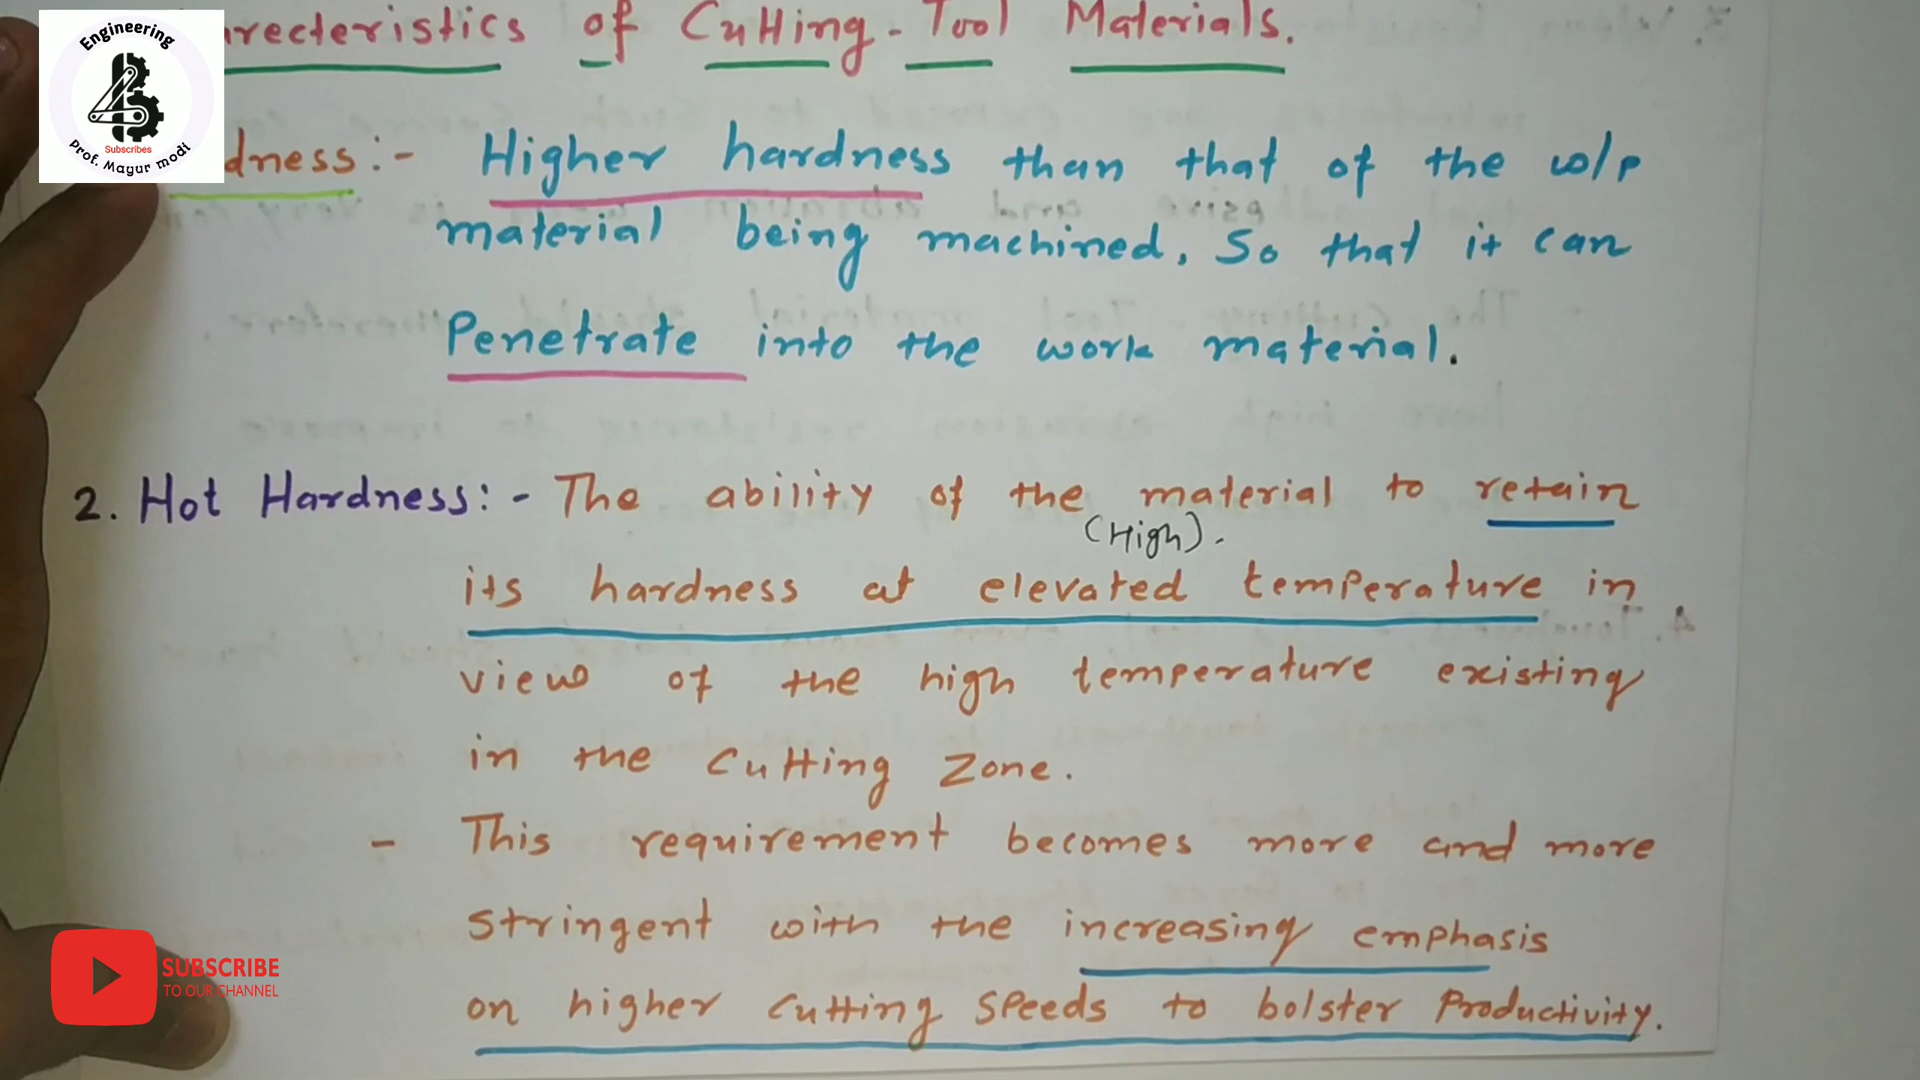 Engineering
Subscribes
Prof. Mayur modi
arecteristics of Cutting-Tool Materials.
dness:- Higher hardness than that of the w/p
material being machined, So that it can
Penetrate into the work material.
2. Hot Hardness:- The ability of the material to retain
(High).
its hardness at elevated temperature in
view of the high temperature existing
in the Cutting Zone.
- This requirement becomes more and more
stringent with the increasing emphasis
on higher Cutting Speeds to bolster Productivity.
SUBSCRIBE
TO OUR CHANNEL